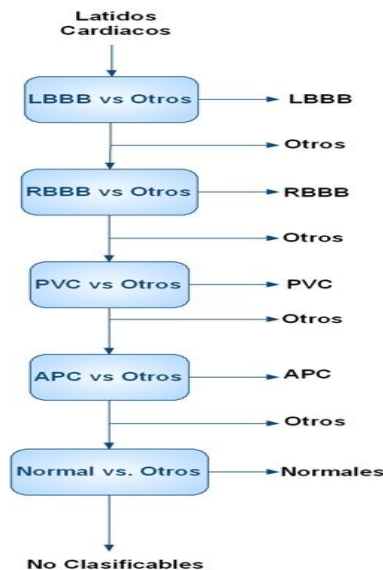 Latidos
Cardiacos
LBBB vs Otros
LBBB
Otros
RBBB vs Otros
RBBB
Otros
PVC vs Otros
PVC
Otros
APC vs Otros
APC
Otros
Normal vs. Otros
Normales
No Clasificables